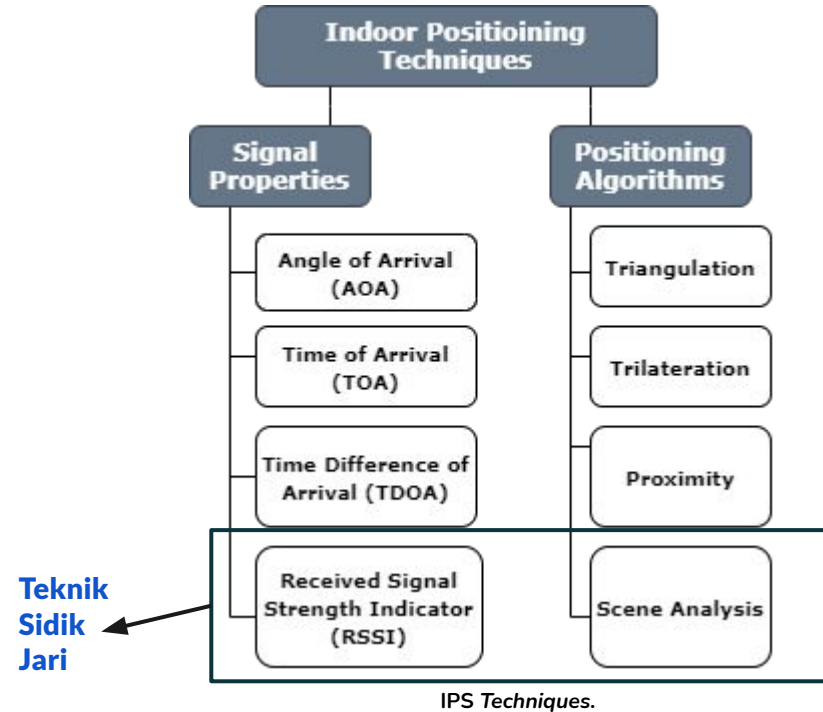 Indoor Positioining
Techniques
Signal
Properties
Positioning
Algorithms
Angle of Arrival
(AOA)
Triangulation
Time of Arrival
(TOA)
Trilateration
Time Difference of
Arrival (TDOA)
Proximity
Received Signal
Strength Indicator
(RSSI)
Scene Analysis
Teknik
Sidik
Jari
IPS Techniques.